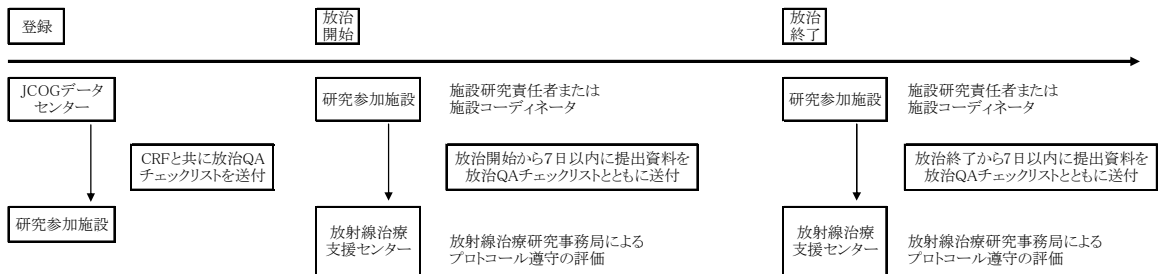 登録
放治
開始
放治
終了
JCOGデータ
センター
CRFと共に放治QA
チェックリストを送付
研究参加施設
研究参加施設
施設研究責任者または
施設コーディネータ
放治開始から7日以内に提出資料を
放治QAチェックリストとともに送付
放射線治療
支援センター
放射線治療研究事務局による
プロトコール遵守の評価
研究参加施設
施設研究責任者または
施設コーディネータ
放治終了から7日以内に提出資料を
放治QAチェックリストとともに送付
放射線治療
支援センター
放射線治療研究事務局による
プロトコール遵守の評価